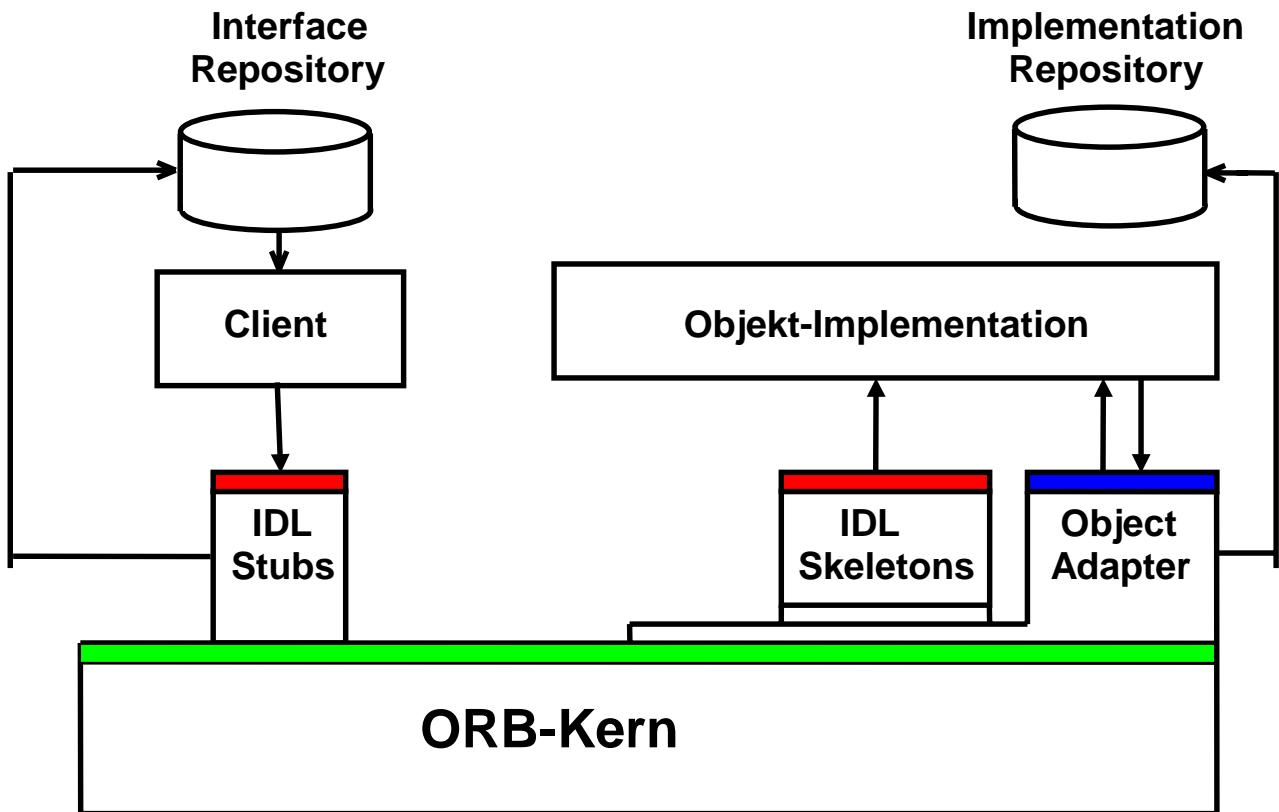 Interface
Repository
Implementation
Repository
Client
Objekt-Implementation
IDL
Stubs
IDL
Skeletons
Object
Adapter
ORB-Kern